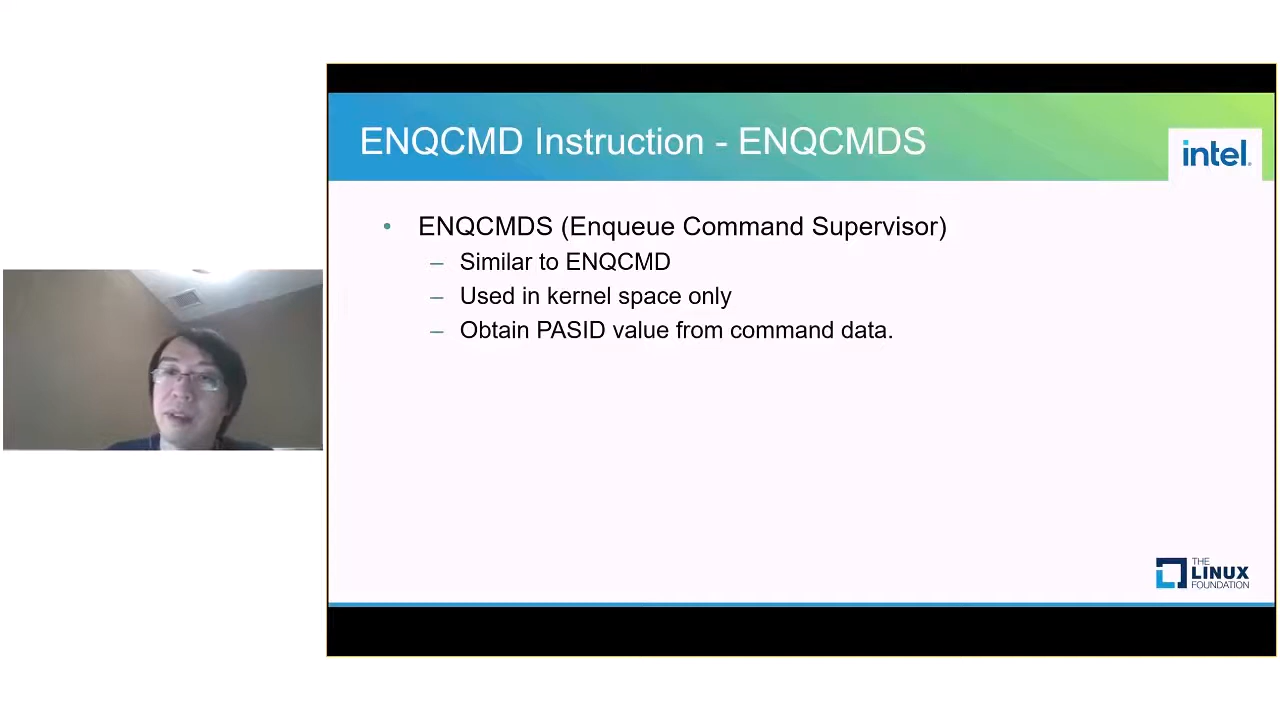 ENQCMD Instruction - ENQCMDS
intel.
• ENQCMDS (Enqueue Command Supervisor)
– Similar to ENQCMD
– Used in kernel space only
– Obtain PASID value from command data.
THE
LINUX
FOUNDATION